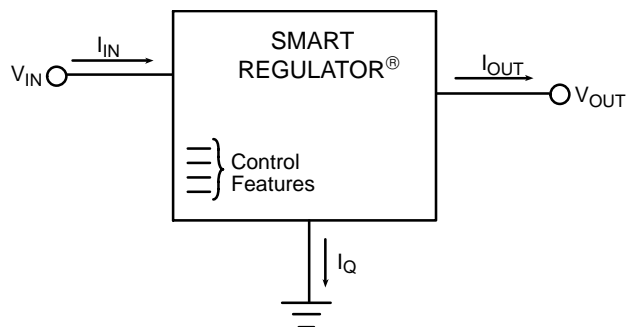 SMART
REGULATOR®
I_IN
V_IN
I_OUT
V_OUT
Control
Features
I_Q